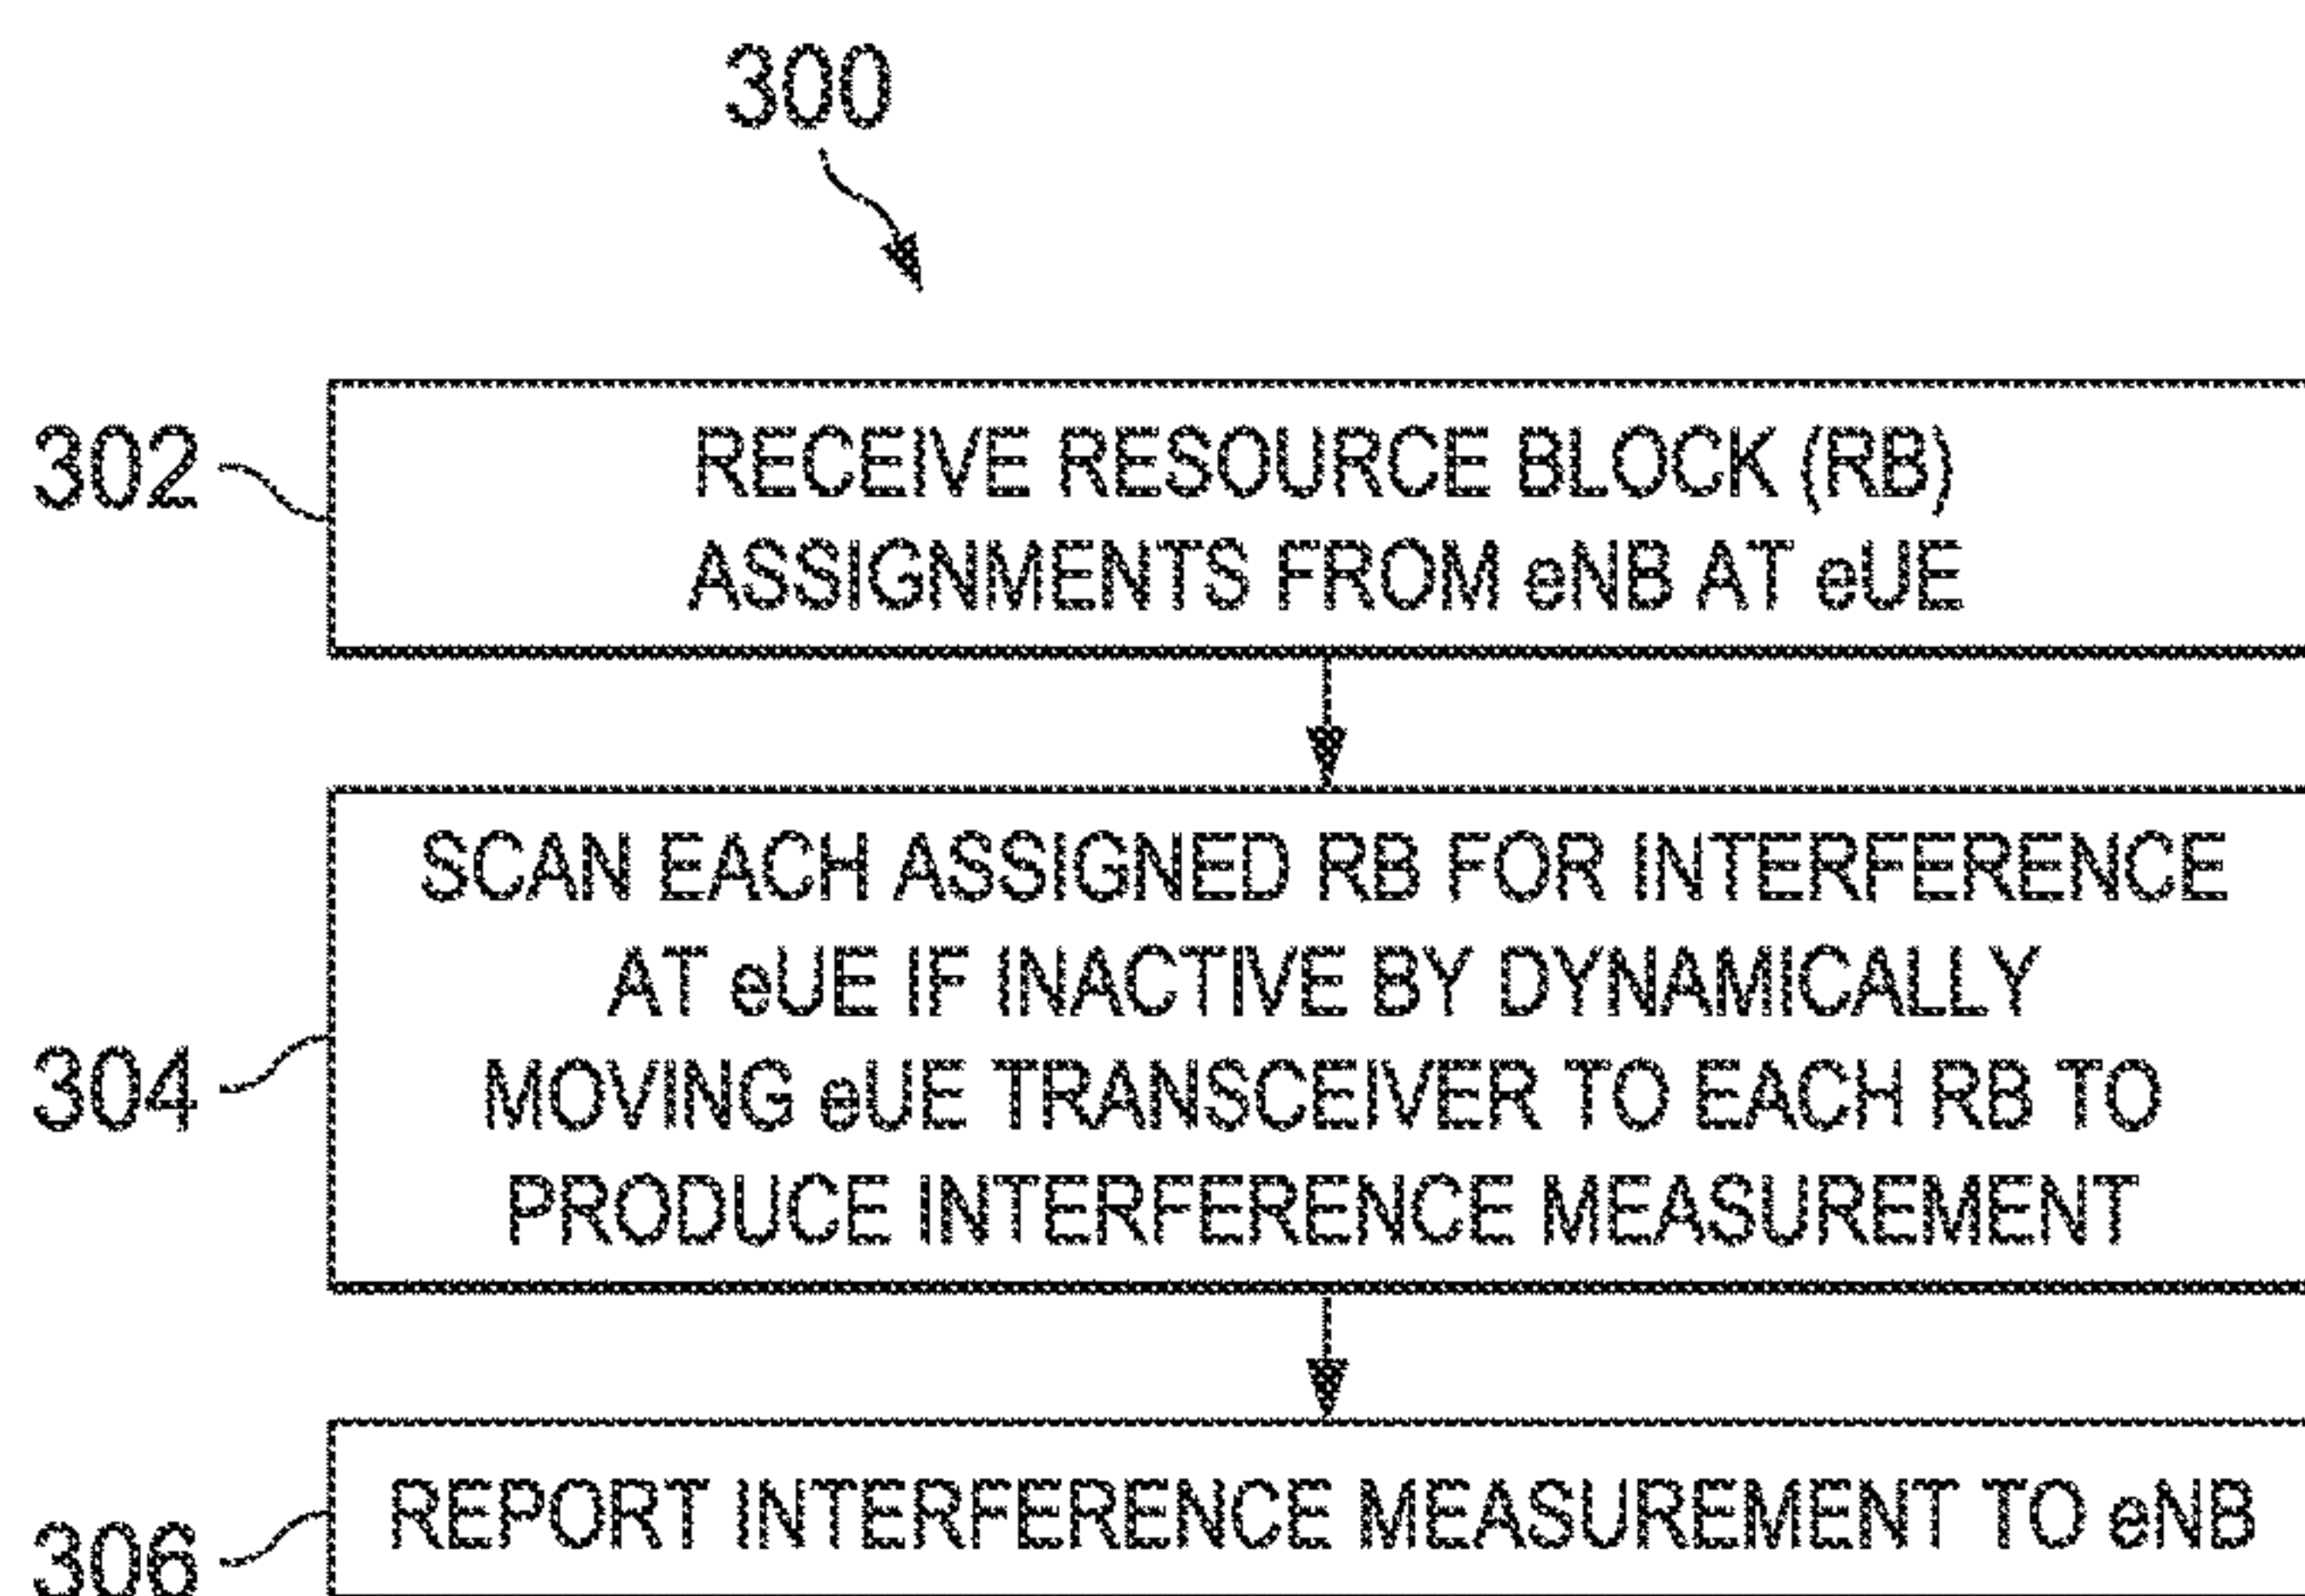 300
302
RECEIVE RESOURCE BLOCK (RB)
ASSIGNMENTS FROM eNB AT eUE
304
SCAN EACH ASSIGNED RB FOR INTERFERENCE
AT eUE IF INACTIVE BY DYNAMICALLY
MOVING eUE TRANSCEIVER TO EACH RB TO
PRODUCE INTERFERENCE MEASUREMENT
306
REPORT INTERFERENCE MEASUREMENT TO eNB